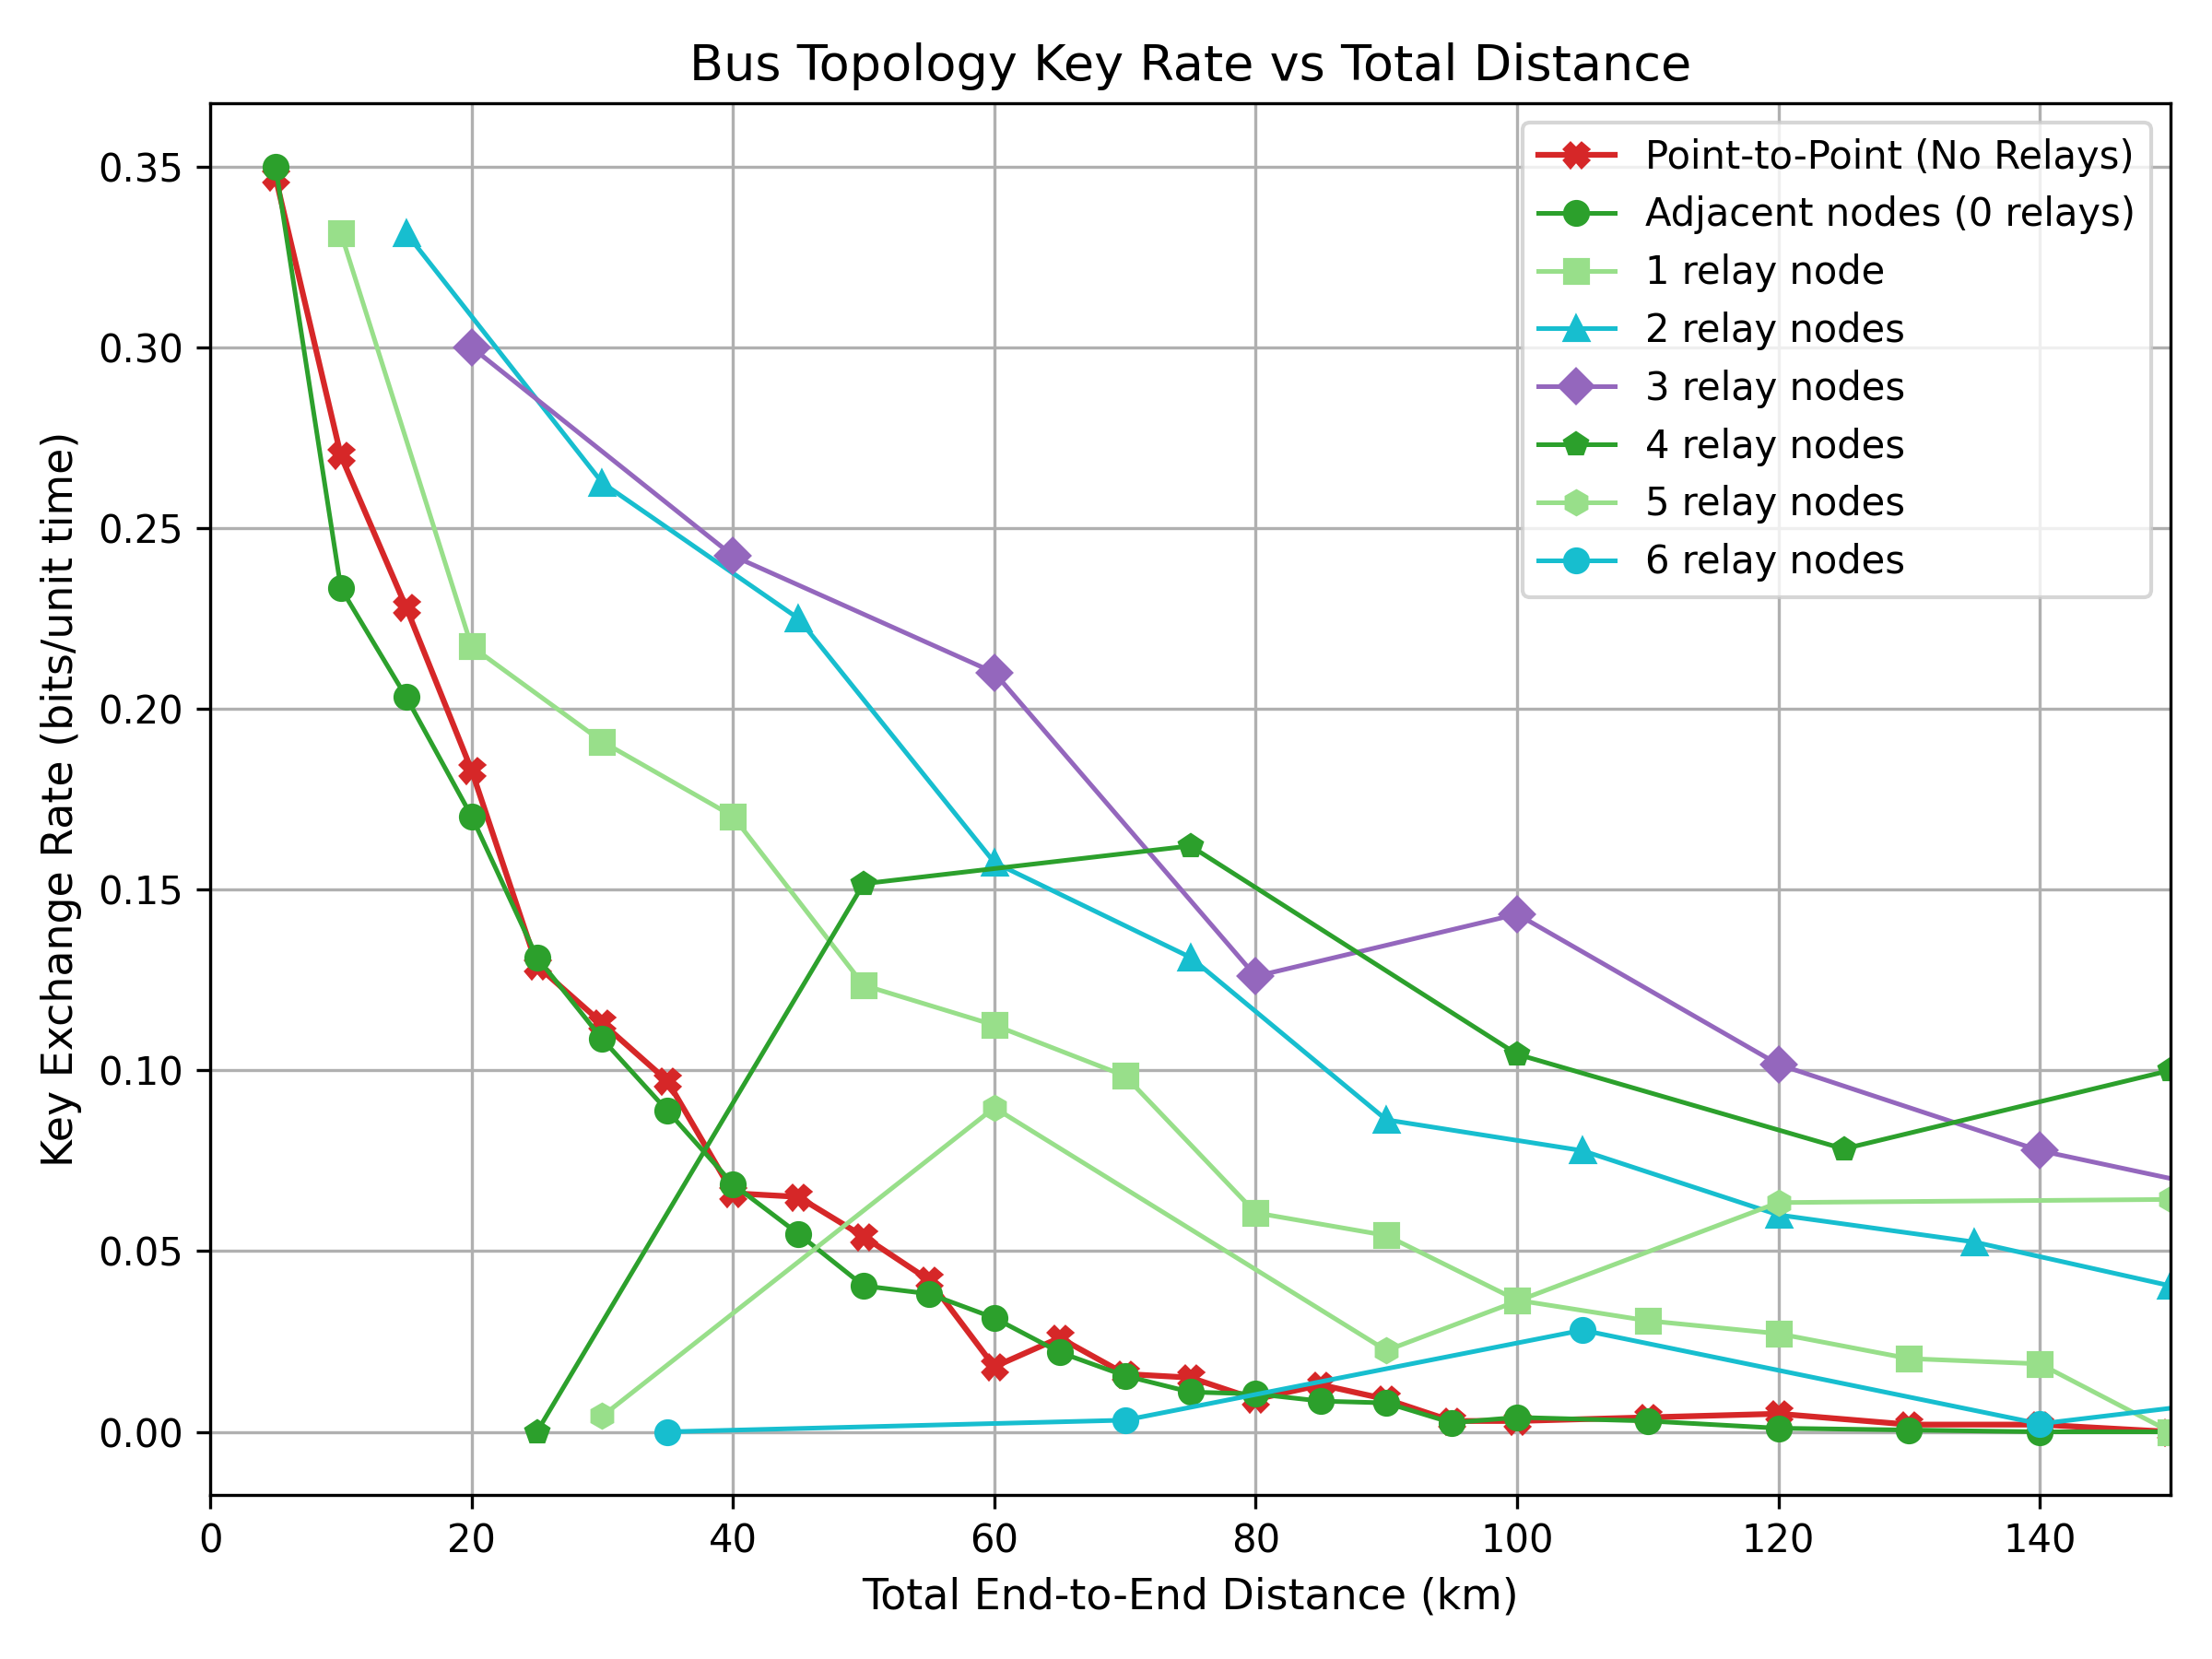 Bus Topology Key Rate vs Total Distance
Key Exchange Rate (bits/unit time)
0.35
0.30
0.25
0.20
0.15
0.10
0.05
0.00
Point-to-Point (No Relays)
Adjacent nodes (0 relays)
1 relay node
2 relay nodes
3 relay nodes
4 relay nodes
5 relay nodes
6 relay nodes
0 20 40 60 80 100 120 140
Total End-to-End Distance (km)